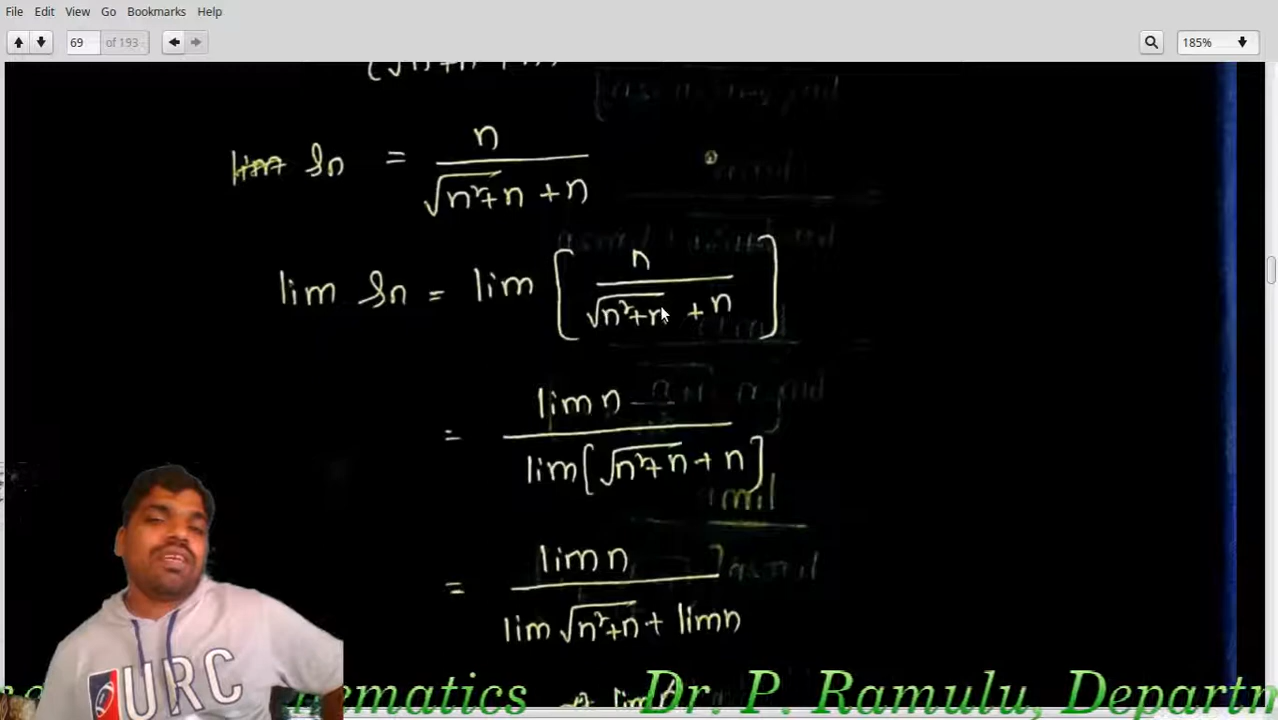 File Edit View Go Bookmarks Help
69 of 193
185%
lim sn = n / (√(n²+n) + n)
lim sn = lim [ n / (√(n²+n) + n) ]
= lim n / lim[√(n²+n) + n]
= lim n / (lim √(n²+n) + lim n)
URC
ematics Dr. P. Ramulu, Departn